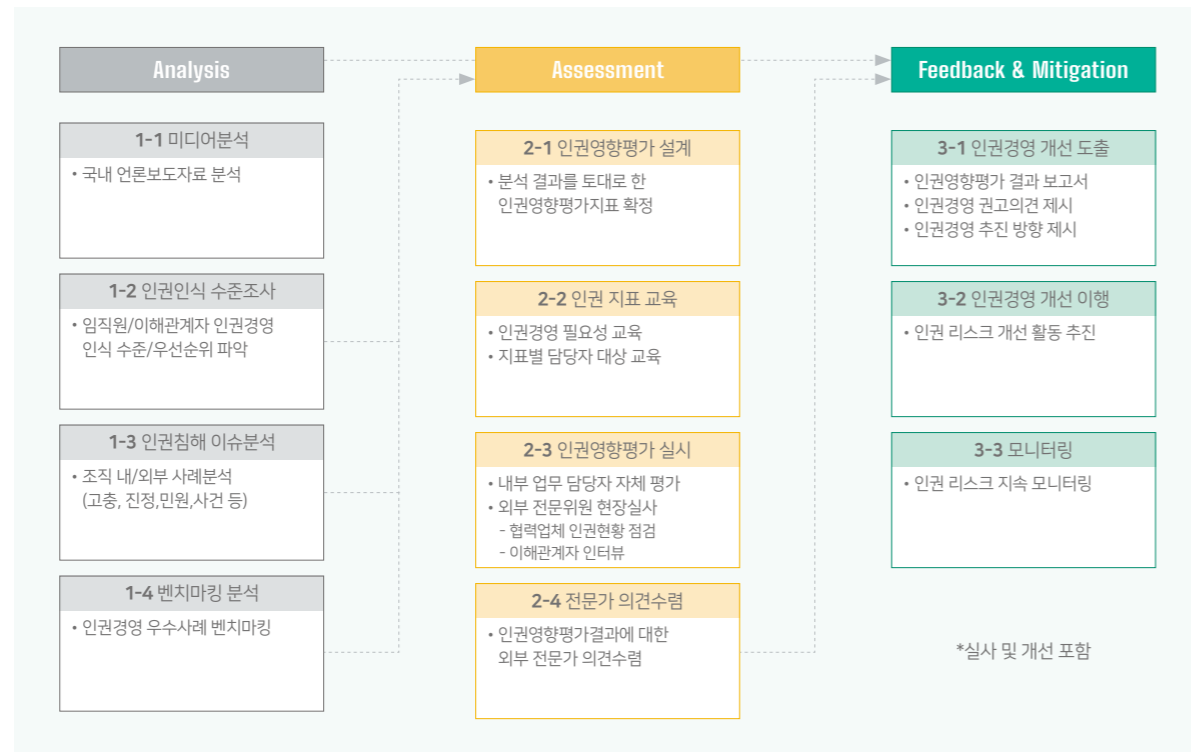 Analysis
1-1 미디어분석
• 국내 언론보도자료 분석
1-2 인권인식 수준조사
• 임직원/이해관계자 인권경영
인식 수준/우선순위 파악
1-3 인권침해 이슈분석
• 조직 내/외부 사례분석
(고충, 진정,민원,사건 등)
1-4 벤치마킹 분석
• 인권경영 우수사례 벤치마킹
Assessment
2-1 인권영향평가 설계
• 분석 결과를 토대로 한
인권영향평가지표 확정
2-2 인권 지표 교육
• 인권경영 필요성 교육
• 지표별 담당자 대상 교육
2-3 인권영향평가 실시
• 내부 업무 담당자 자체 평가
• 외부 전문위원 현장실사
- 협력업체 인권현황 점검
- 이해관계자 인터뷰
2-4 전문가 의견수렴
• 인권영향평가결과에 대한
외부 전문가 의견수렴
Feedback & Mitigation
3-1 인권경영 개선 도출
• 인권영향평가 결과 보고서
• 인권경영 권고의견 제시
• 인권경영 추진 방향 제시
3-2 인권경영 개선 이행
• 인권 리스크 개선 활동 추진
3-3 모니터링
• 인권 리스크 지속 모니터링
*실사 및 개선 포함